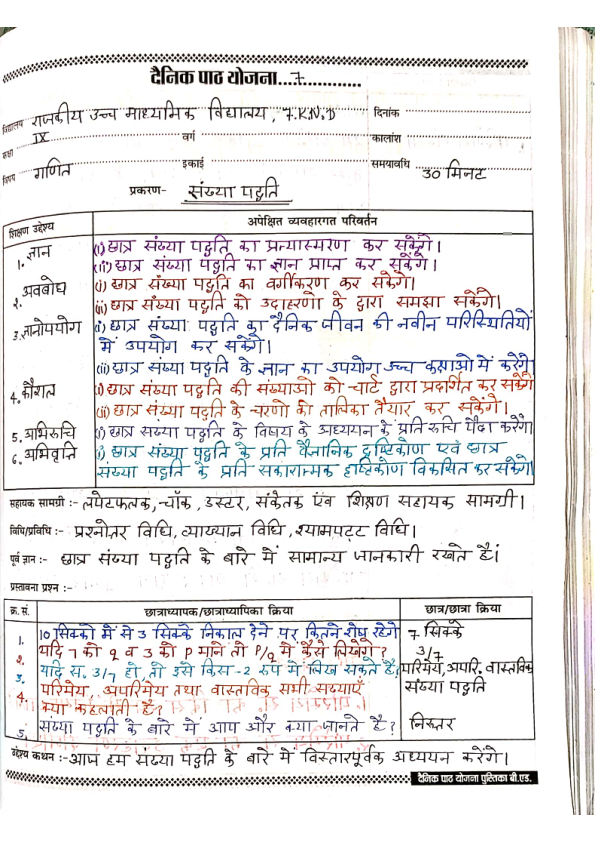 दैनिक पाठ योजना...7............
विद्यालय राजकीय उच्च माध्यमिक विद्यालय, 7.K.N.D दिनांक
कक्षा IX वर्ग कालांश
विषय गणित इकाई समयावधि 30 मिनट
प्रकरण- संख्या पद्धति
शिक्षण उद्देश्य अपेक्षित व्यवहारगत परिवर्तन
1. ज्ञान (i) छात्र संख्या पद्धति का प्रत्यास्मरण कर सकेंगे।
(ii) छात्र संख्या पद्धति का ज्ञान प्राप्त कर सकेंगे।
2. अवबोध (i) छात्र संख्या पद्धति का वर्गीकरण कर सकेंगे।
(ii) छात्र संख्या पद्धति को उदाहरणो के द्वारा समझा सकेंगे।
3. ज्ञानोपयोग (i) छात्र संख्या पद्धति का दैनिक जीवन की नवीन परिस्थितियों
में उपयोग कर सकेंगे।
(ii) छात्र संख्या पद्धति के ज्ञान का उपयोग उच्च कक्षाओ में करेंगे।
4. कौशल (i) छात्र संख्या पद्धति की संख्याओ को चार्ट द्वारा प्रदर्शित कर सकेंगे
(ii) छात्र संख्या पद्धति के चरणो की तालिका तैयार कर सकेंगे।
5. अभिरुचि (i) छात्र संख्या पद्धति के विषय के अध्ययन के प्रति रुचि पैदा करेंगे।
6. अभिवृति (i) छात्र संख्या पद्धति के प्रति वैज्ञानिक दृष्टिकोण एवं छात्र
संख्या पद्धति के प्रति सकारात्मक दृष्टिकोण विकसित कर सकेंगे।
सहायक सामग्री :- लपेटफलक, चॉक, डस्टर, संकेतक एंव शिक्षण सहायक सामग्री।
विधि/प्रविधि :- प्रश्नोतर विधि, व्याख्यान विधि, श्यामपट्ट विधि।
पूर्व ज्ञान :- छात्र संख्या पद्धति के बारे में सामान्य जानकारी रखते है।
प्रस्तावना प्रश्न :-
क्र. सं. छात्राध्यापक/छात्राध्यापिका क्रिया छात्र/छात्रा क्रिया
1. 10 सिक्को में से 3 सिक्के निकाल देने पर कितने शेष रहेंगे 7 सिक्के
2. यदि 7 को q व 3 को P मानें तो P/q में कैसे लिखेंगे? 3/7
3. यदि सं. 3/7 हो, तो इसे किस-2 रुप में लिख सकते है? परिमेय, अपरि. वास्तविक
4. परिमेय, अपरिमेय तथा वास्तविक सभी संख्याएँ संख्या पद्धति
क्या कहलाती है?
5. संख्या पद्धति के बारे में आप और क्या जानते है? निरूतर
उद्देश्य कथन :- आज हम संख्या पद्धति के बारे में विस्तारपूर्वक अध्ययन करेंगे।
दैनिक पाठ योजना पुस्तिका बी.एड.